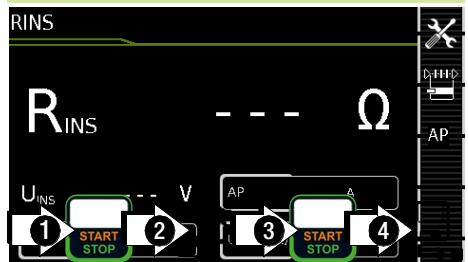 RINS
RINS --- Ω
AP
UINS --- V
AP A
1 START STOP 2 3 START STOP 4